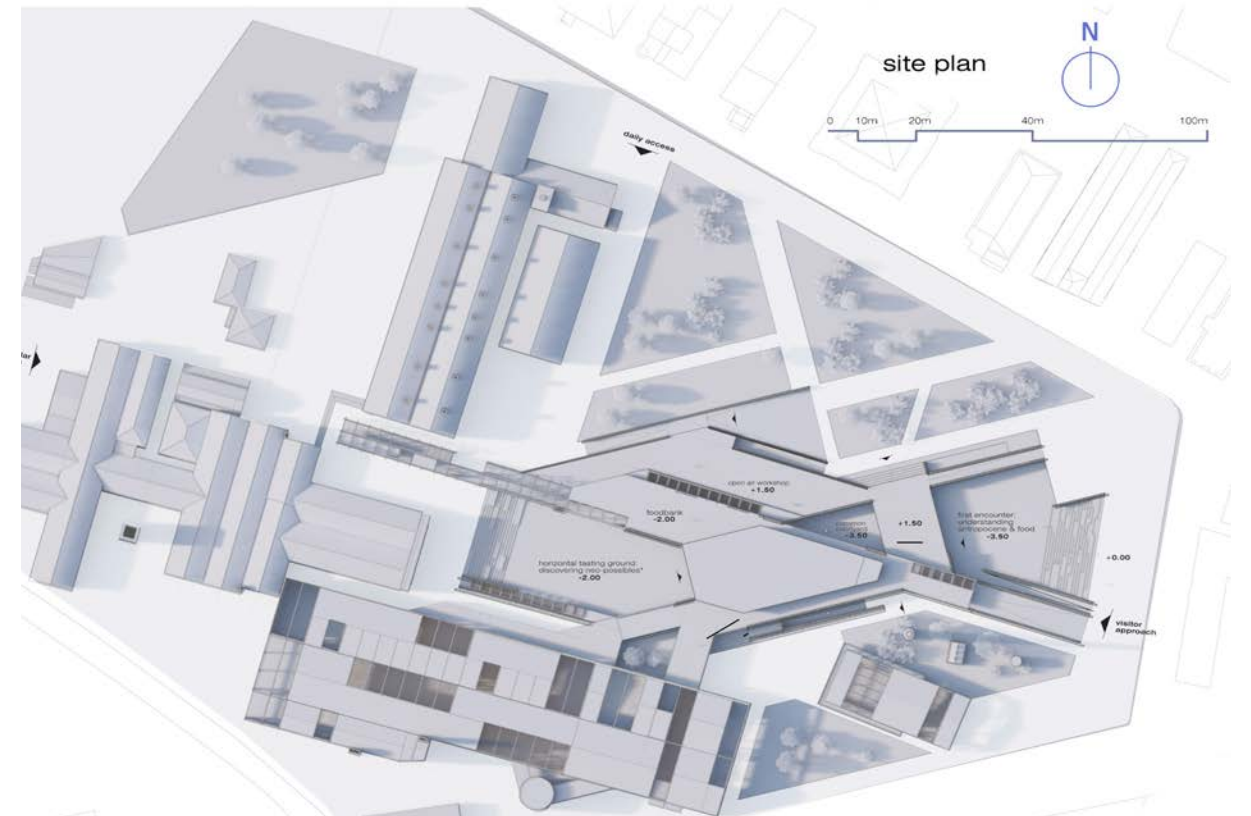 N
site plan
0 10m 20m 40m 100m
daily access
open air workshop
+1.50
foodbank
-2.00
horizontal tasting ground:
discovering neo-possibles*
-2.00
-3.50
+1.50
first encounter:
understanding
antropocene & food
-3.50
+0.00
visitor
approach